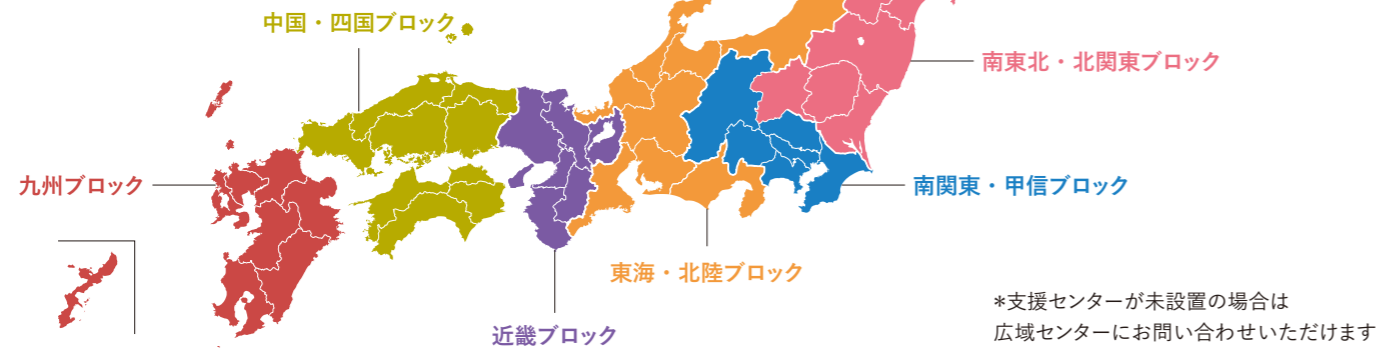 中国・四国ブロック
南東北・北関東ブロック
九州ブロック
南関東・甲信ブロック
東海・北陸ブロック
近畿ブロック
*支援センターが未設置の場合は
広域センターにお問い合わせいただけます